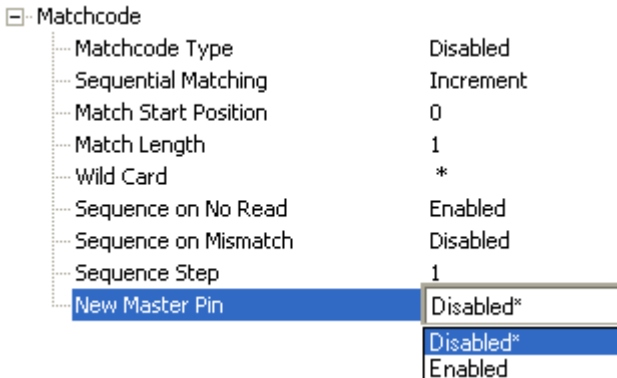 Matchcode
Matchcode Type Disabled
Sequential Matching Increment
Match Start Position 0
Match Length 1
Wild Card *
Sequence on No Read Enabled
Sequence on Mismatch Disabled
Sequence Step 1
New Master Pin Disabled*
Disabled*
Enabled